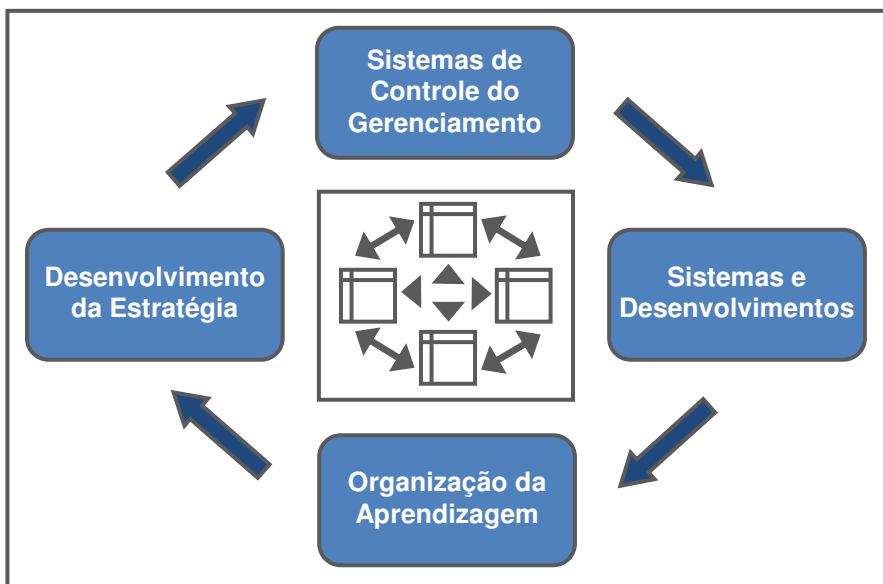 Sistemas de
Controle do
Gerenciamento
Desenvolvimento
da Estratégia
Sistemas e
Desenvolvimentos
Organização da
Aprendizagem